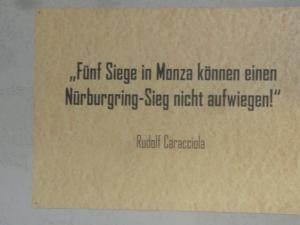 „Fünf Siege in Monza können einen
Nürburgring-Sieg nicht aufwiegen!“
Rudolf Caracciola